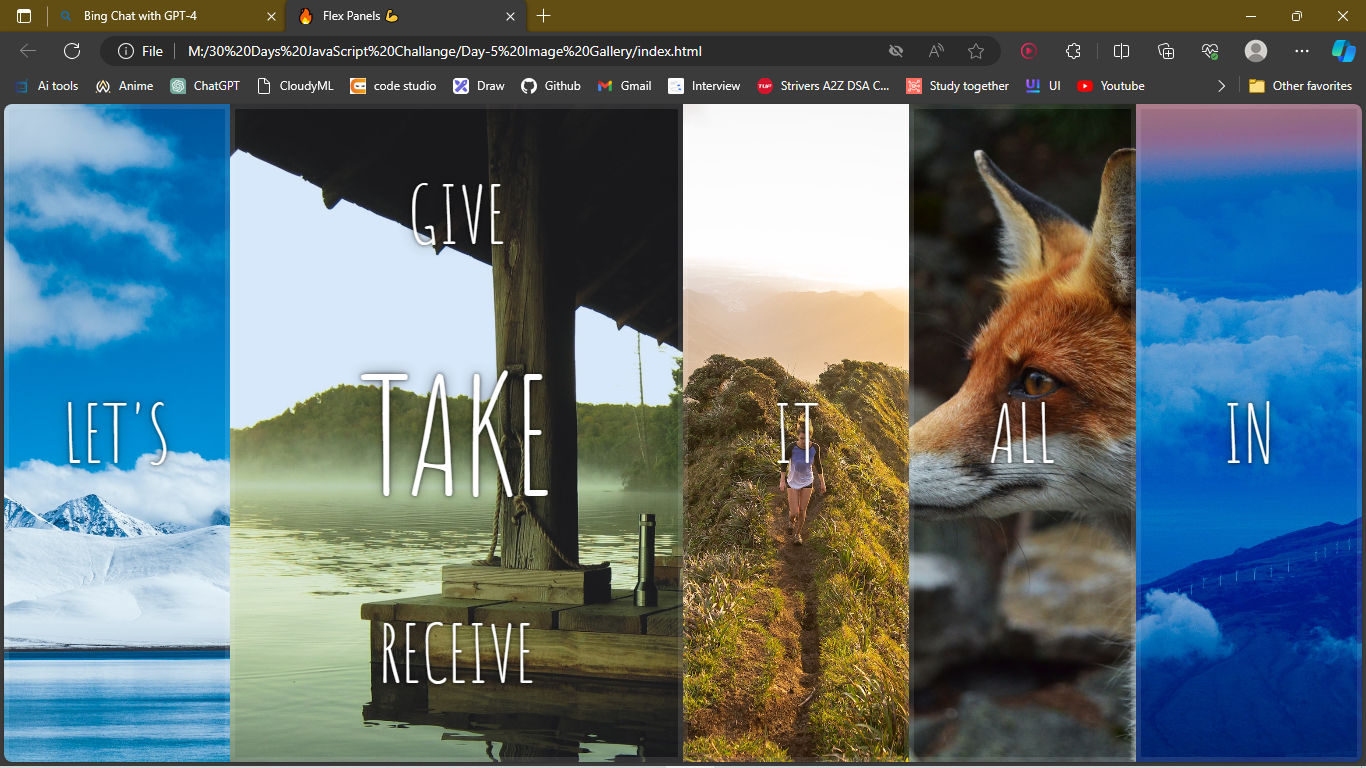 Bing Chat with GPT-4
Flex Panels 💪
File
M:/30%20Days%20JavaScript%20Challange/Day-5%20Image%20Gallery/index.html
Ai tools
Anime
ChatGPT
CloudyML
code studio
Draw
Github
Gmail
Interview
TUF
Strivers A2Z DSA C...
Study together
UI
Youtube
Other favorites
LET'S
GIVE
TAKE
RECEIVE
IT
ALL
IN